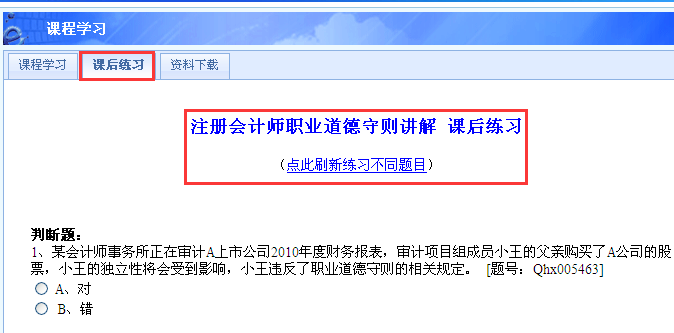 课程学习
课程学习 课后练习 资料下载
注册会计师职业道德守则讲解 课后练习
（点此刷新练习不同题目）
判断题：
1、某会计师事务所正在审计A上市公司2010年度财务报表，审计项目组成员小王的父亲购买了A公司的股
票，小王的独立性将会受到影响，小王违反了职业道德守则的相关规定。 [题号：Qhx005463]
A、对
B、错